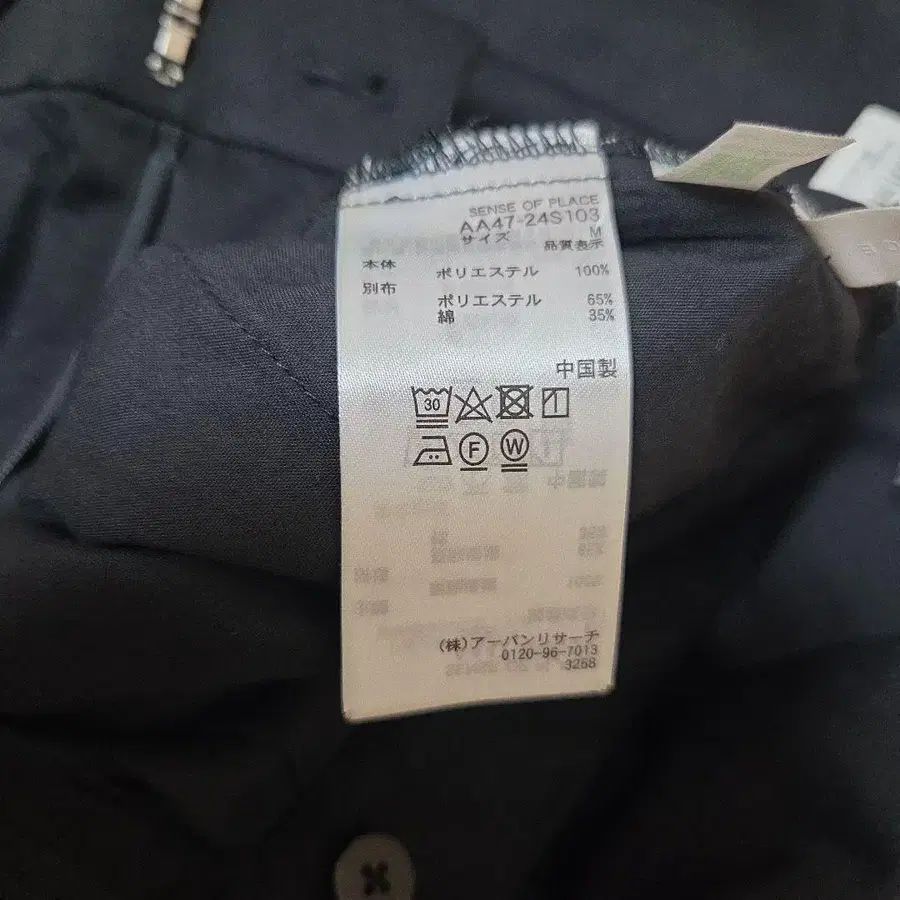 SENSE OF PLACE
AA47-24S103
サイズ M
品質表示
本体 ポリエステル 100%
別布 ポリエステル 65%
綿 35%
中国製
30
F W
(株)アーバンリサーチ
0120-96-7013
3258